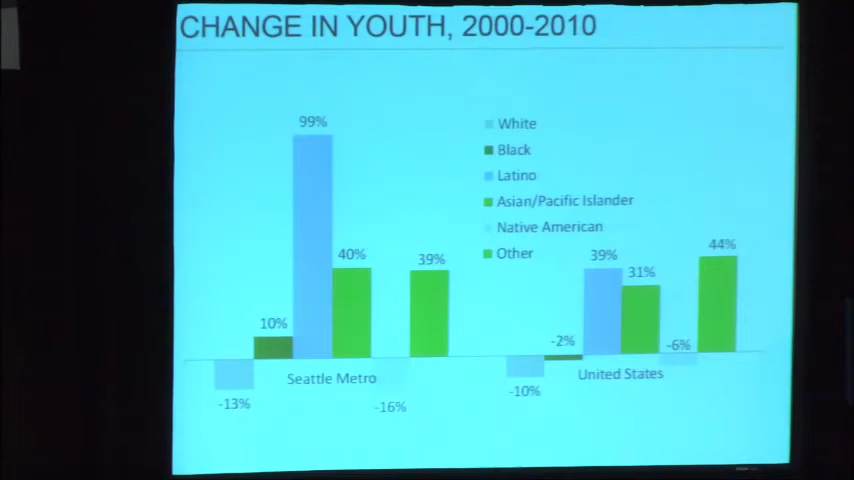 CHANGE IN YOUTH, 2000-2010
White
Black
Latino
Asian/Pacific Islander
Native American
Other
99%
40%
39%
10%
-13%
-16%
Seattle Metro
39%
31%
44%
-2%
-6%
-10%
United States